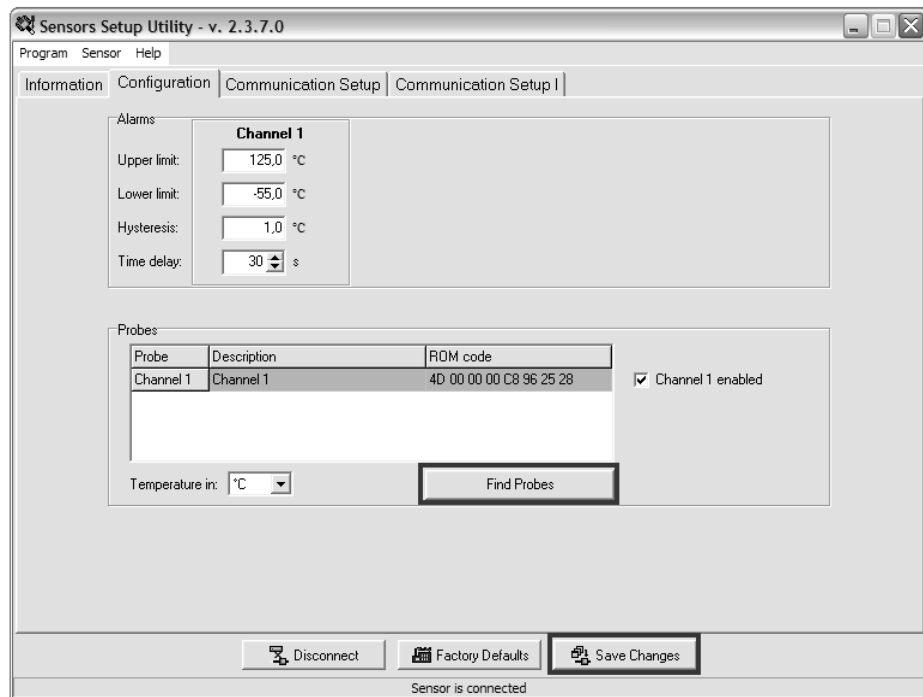 Sensors Setup Utility - v. 2.3.7.0
Program Sensor Help
Information Configuration Communication Setup Communication Setup I
Alarms
Channel 1
Upper limit: 125,0 °C
Lower limit: -55,0 °C
Hysteresis: 1,0 °C
Time delay: 30 s
Probes
Probe Description ROM code
Channel 1 Channel 1 4D 00 00 00 C8 96 25 28 Channel 1 enabled
Temperature in: °C Find Probes
Disconnect Factory Defaults Save Changes
Sensor is connected